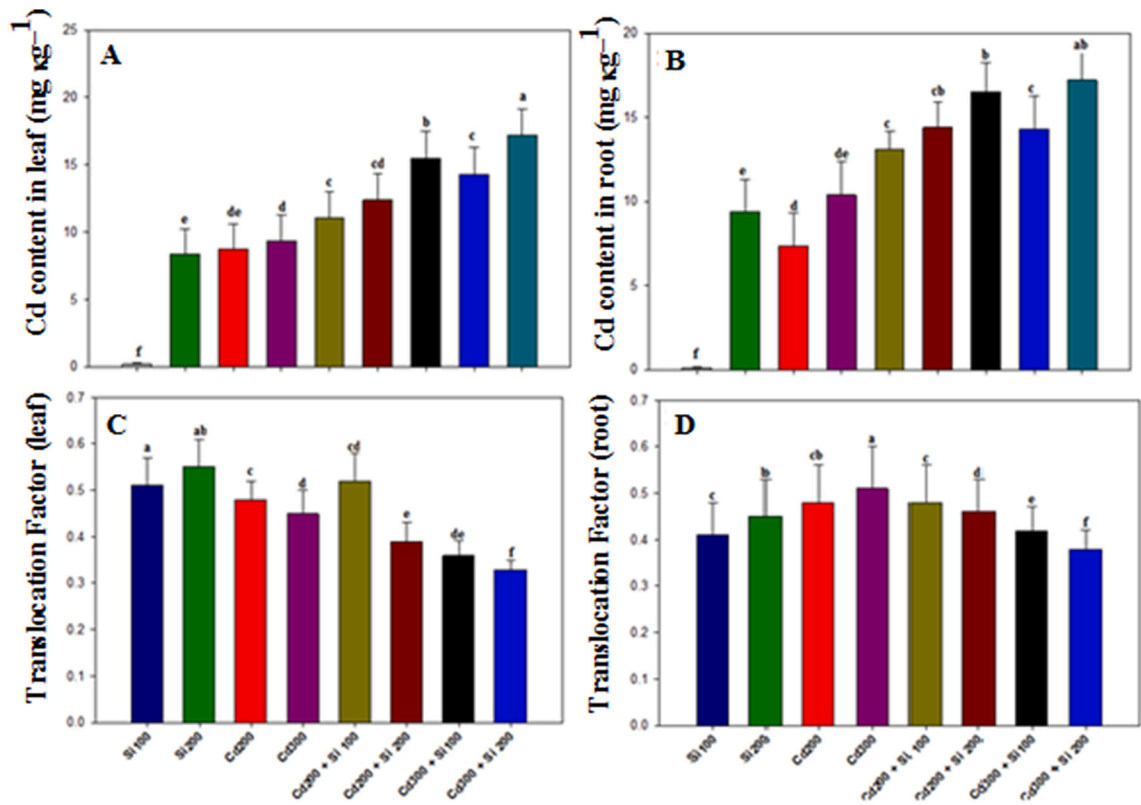 A
Cd content in leaf (mg κg⁻¹)
25
20
15
10
5
0
f
e
de
d
c
cd
b
c
a
B
Cd content in root (mg κg⁻¹)
20
15
10
5
0
f
e
d
de
c
cb
b
c
ab
C
Translocation Factor (leaf)
0.7
0.6
0.5
0.4
0.3
0.2
0.1
0.0
a
ab
c
d
cd
e
de
f
Si 100
Si 200
Cd200
Cd300
Cd200 + Si 100
Cd200 + Si 200
Cd300 + Si 100
Cd300 + Si 200
D
Translocation Factor (root)
0.7
0.6
0.5
0.4
0.3
0.2
0.1
0.0
c
b
cb
a
c
d
e
f
Si 100
Si 200
Cd200
Cd300
Cd200 + Si, 100
Cd200 + Si 200
Cd300 + Si 100
Cd300 + Si 200